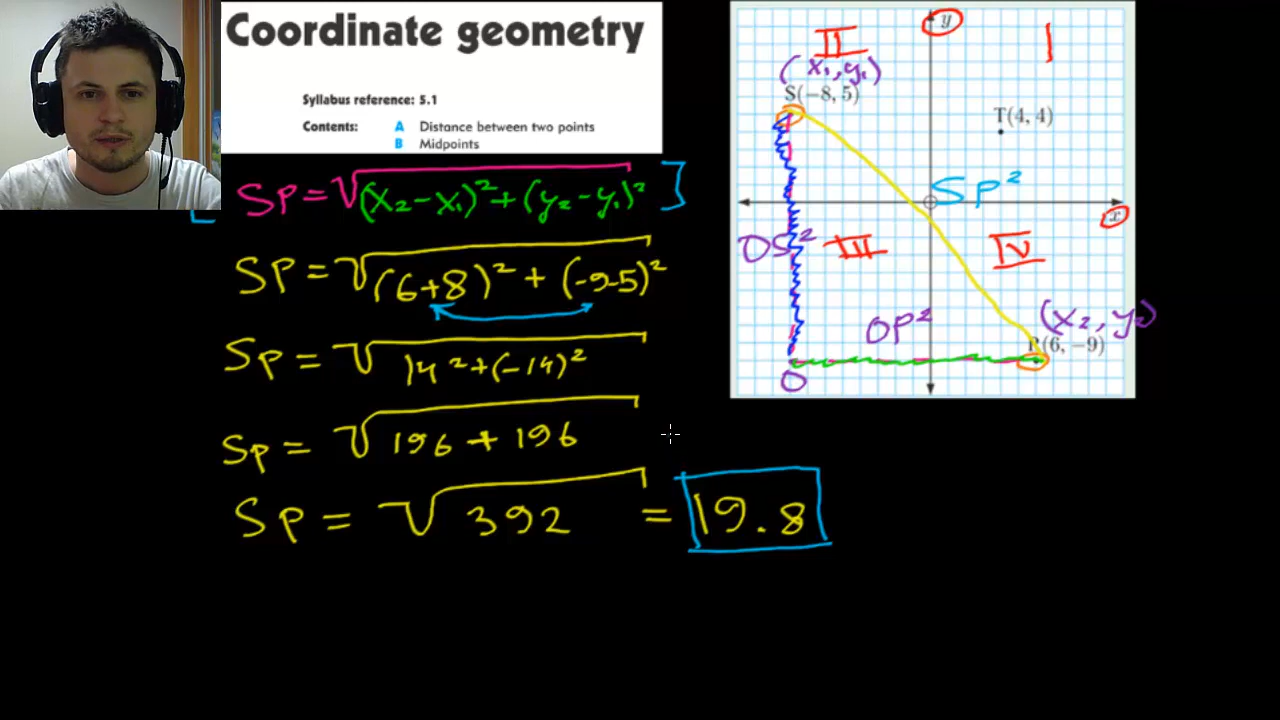 Coordinate geometry
Syllabus reference: 5.1
Contents: A Distance between two points
B Midpoints
[SP = √(x₂ - x₁)² + (y₂ - y₁)²]
SP = √(6+8)² + (-9-5)²
SP = √14² + (-14)²
SP = √196 + 196
SP = √392 = 19.8
y
II
I
(x₁, y₁)
S(−8, 5)
T(4, 4)
SP²
x
OS²
III
IV
OP²
(x₂, y₂)
P(6, −9)
O